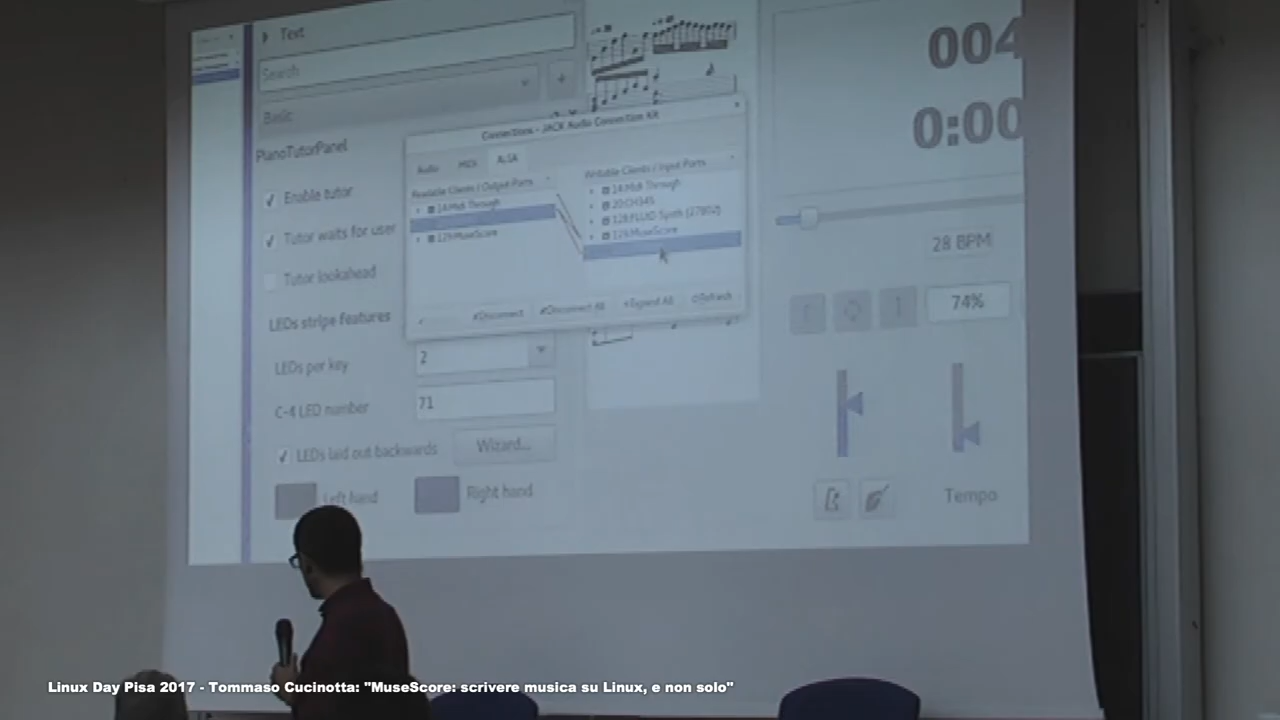 Text
004
Search
0:00
Basic
Connections - JACK Audio Connection Kit
PianoTutorPanel
Audio MIDI ALSA
Readable Clients / Output Ports
Writable Clients / Input Ports
14:Midi Through
129:MuseScore
14:Midi Through
20:CH345
128:FLUID Synth (27802)
129:MuseScore
Enable tutor
Tutor waits for user
Tutor lookahead
Disconnect Disconnect All Expand All Refresh
28 BPM
74%
LEDs stripe features
LEDs per key 2
C-4 LED number 71
LEDs laid out backwards Wizard...
Left hand Right hand
Tempo
Linux Day Pisa 2017 - Tommaso Cucinotta: "MuseScore: scrivere musica su Linux, e non solo"